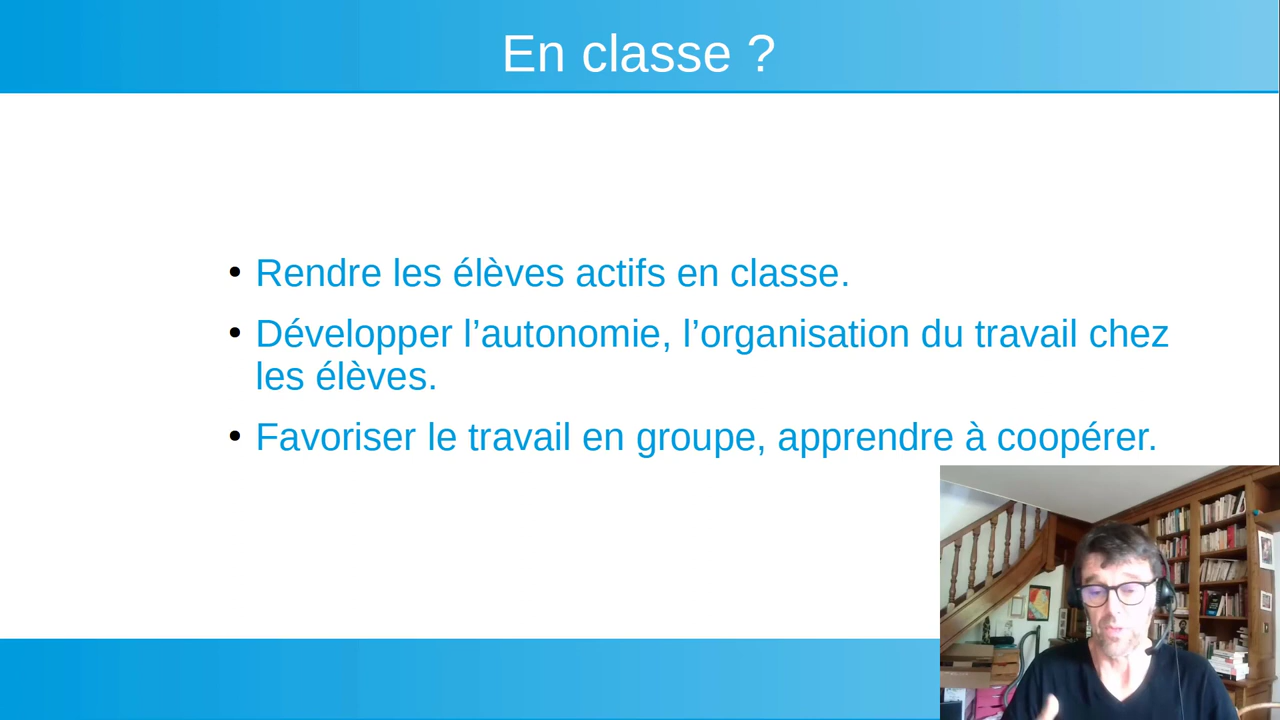 En classe ?
• Rendre les élèves actifs en classe.
• Développer l’autonomie, l’organisation du travail chez
les élèves.
• Favoriser le travail en groupe, apprendre à coopérer.